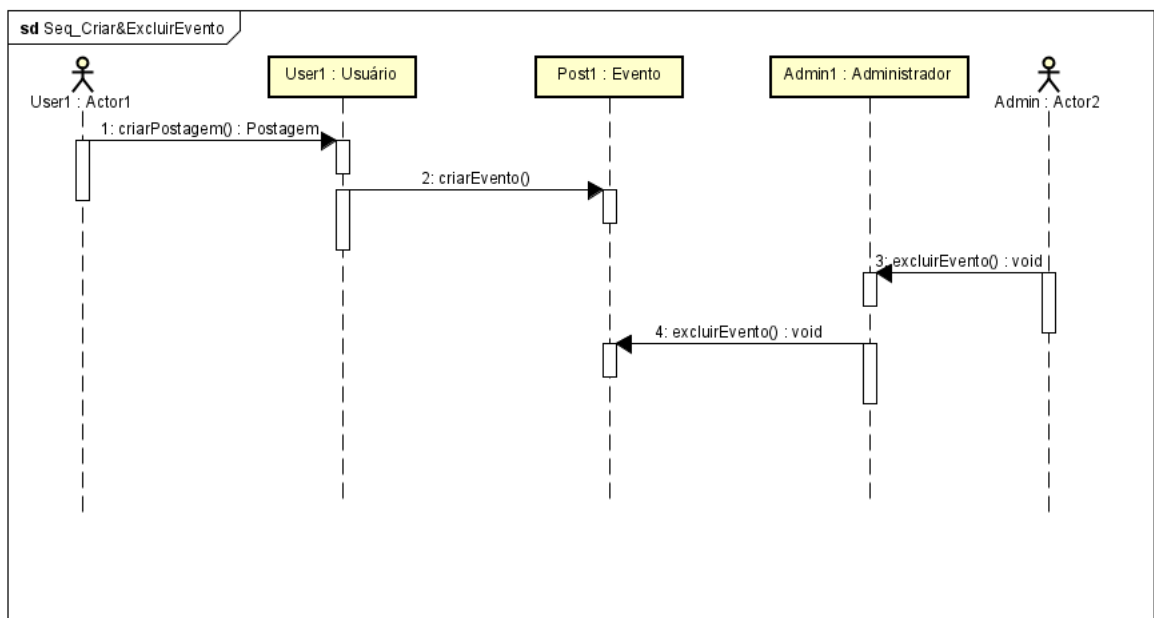 sd Seq_Criar&ExcluirEvento
User1 : Actor1
User1 : Usuário
Post1 : Evento
Admin1 : Administrador
Admin : Actor2
1: criarPostagem() : Postagem
2: criarEvento()
3: excluirEvento() : void
4: excluirEvento() : void